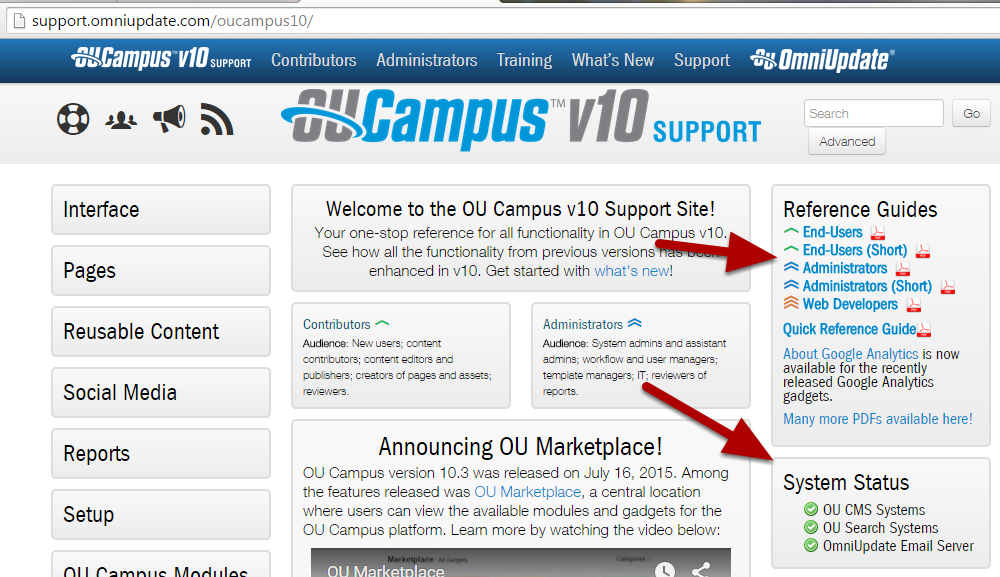 support.omniupdate.com/oucampus10/
OUCampus™ v10 SUPPORT Contributors Administrators Training What's New Support OmniUpdate®
OUCampus™ v10 SUPPORT
Search Go
Advanced
Interface
Pages
Reusable Content
Social Media
Reports
Setup
OU Campus Modules
Welcome to the OU Campus v10 Support Site!
Your one-stop reference for all functionality in OU Campus v10.
See how all the functionality from previous versions has been
enhanced in v10. Get started with what's new!
Contributors
Audience: New users; content
contributors; content editors and
publishers; creators of pages and assets;
reviewers.
Administrators
Audience: System admins and assistant
admins; workflow and user managers;
template managers; IT; reviewers of
reports.
Announcing OU Marketplace!
OU Campus version 10.3 was released on July 16, 2015. Among
the features released was OU Marketplace, a central location
where users can view the available modules and gadgets for the
OU Campus platform. Learn more by watching the video below:
Marketplace All Gadgets Categories
OU Marketplace
Reference Guides
End-Users
End-Users (Short)
Administrators
Administrators (Short)
Web Developers
Quick Reference Guide
About Google Analytics is now
available for the recently
released Google Analytics
gadgets.
Many more PDFs available here!
System Status
OU CMS Systems
OU Search Systems
OmniUpdate Email Server